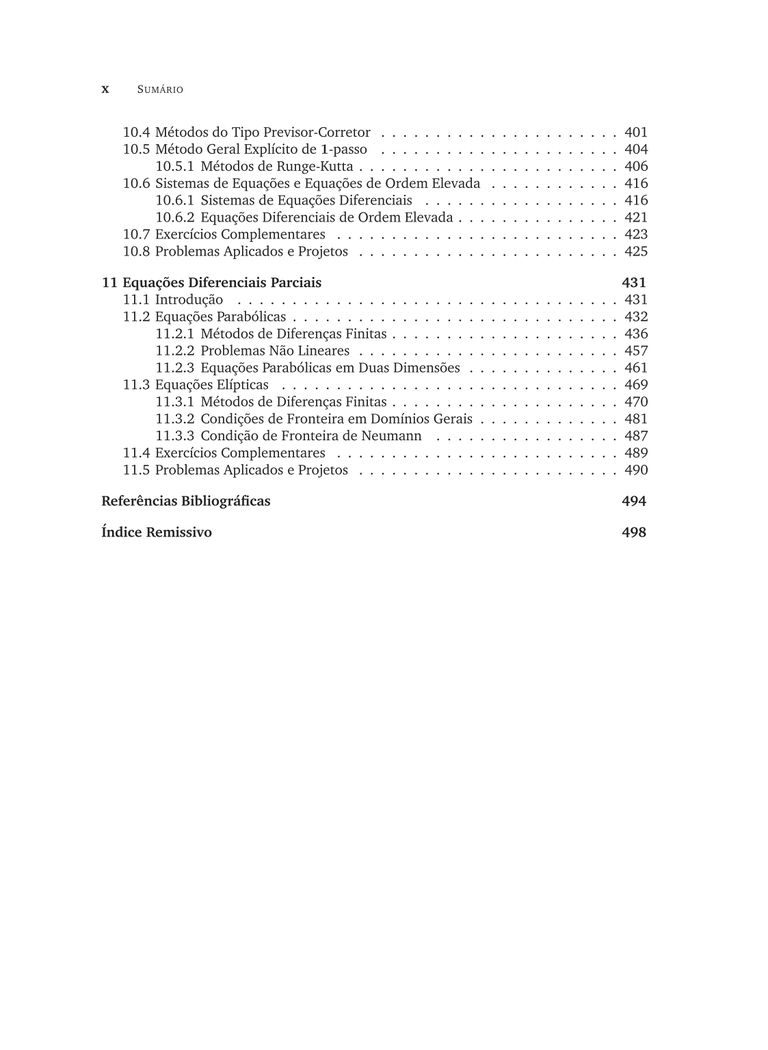 x SUMÁRIO
10.4 Métodos do Tipo Previsor-Corretor . . . . . . . . . . . . . . . . . . . . . . 401
10.5 Método Geral Explícito de 1-passo . . . . . . . . . . . . . . . . . . . . . . 404
10.5.1 Métodos de Runge-Kutta . . . . . . . . . . . . . . . . . . . . . . . . 406
10.6 Sistemas de Equações e Equações de Ordem Elevada . . . . . . . . . . . . 416
10.6.1 Sistemas de Equações Diferenciais . . . . . . . . . . . . . . . . . . 416
10.6.2 Equações Diferenciais de Ordem Elevada . . . . . . . . . . . . . . . 421
10.7 Exercícios Complementares . . . . . . . . . . . . . . . . . . . . . . . . . . 423
10.8 Problemas Aplicados e Projetos . . . . . . . . . . . . . . . . . . . . . . . . 425
11 Equações Diferenciais Parciais 431
11.1 Introdução . . . . . . . . . . . . . . . . . . . . . . . . . . . . . . . . . . . 431
11.2 Equações Parabólicas . . . . . . . . . . . . . . . . . . . . . . . . . . . . . . 432
11.2.1 Métodos de Diferenças Finitas . . . . . . . . . . . . . . . . . . . . . 436
11.2.2 Problemas Não Lineares . . . . . . . . . . . . . . . . . . . . . . . . 457
11.2.3 Equações Parabólicas em Duas Dimensões . . . . . . . . . . . . . . 461
11.3 Equações Elípticas . . . . . . . . . . . . . . . . . . . . . . . . . . . . . . . 469
11.3.1 Métodos de Diferenças Finitas . . . . . . . . . . . . . . . . . . . . . 470
11.3.2 Condições de Fronteira em Domínios Gerais . . . . . . . . . . . . . 481
11.3.3 Condição de Fronteira de Neumann . . . . . . . . . . . . . . . . . 487
11.4 Exercícios Complementares . . . . . . . . . . . . . . . . . . . . . . . . . . 489
11.5 Problemas Aplicados e Projetos . . . . . . . . . . . . . . . . . . . . . . . . 490
Referências Bibliográficas 494
Índice Remissivo 498